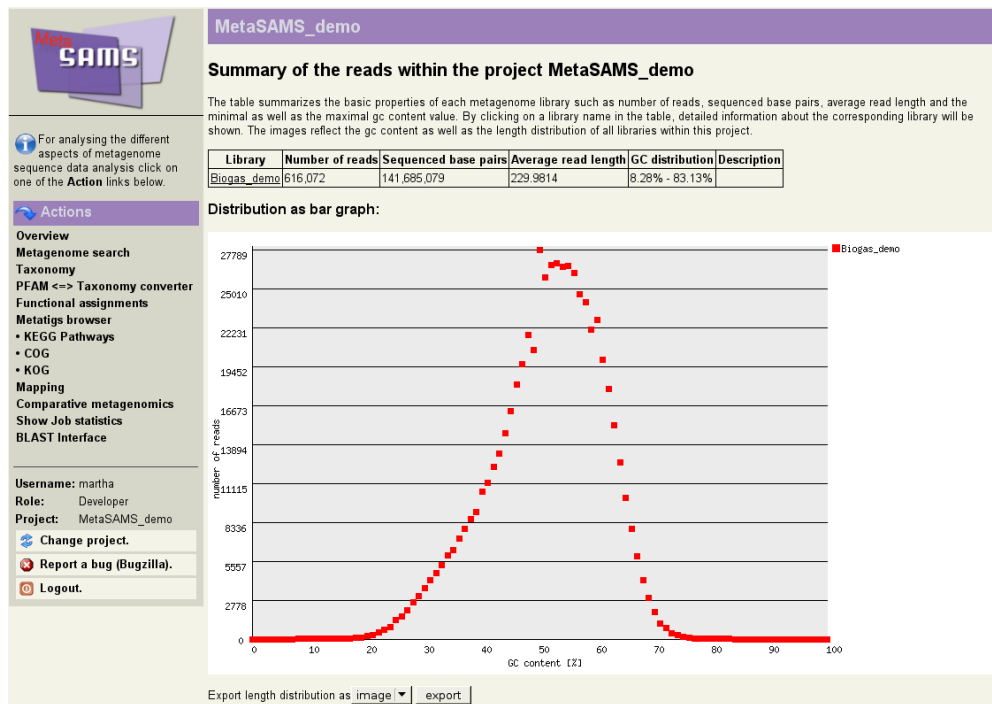 Meta
SAMS
For analysing the different
aspects of metagenome
sequence data analysis click on
one of the Action links below.
Actions
Overview
Metagenome search
Taxonomy
PFAM <=> Taxonomy converter
Functional assignments
Metatigs browser
• KEGG Pathways
• COG
• KOG
Mapping
Comparative metagenomics
Show Job statistics
BLAST Interface
Username: martha
Role: Developer
Project: MetaSAMS_demo
Change project.
Report a bug (Bugzilla).
Logout.
MetaSAMS_demo
Summary of the reads within the project MetaSAMS_demo
The table summarizes the basic properties of each metagenome library such as number of reads, sequenced base pairs, average read length and the
minimal as well as the maximal gc content value. By clicking on a library name in the table, detailed information about the corresponding library will be
shown. The images reflect the gc content as well as the length distribution of all libraries within this project.
Library Number of reads Sequenced base pairs Average read length GC distribution Description
Biogas_demo 616,072 141,685,079 229.9814 8.28% - 83.13%
Distribution as bar graph:
27789
25010
22231
19452
16673
13894
11115
8336
5557
2778
0
number of reads
0 10 20 30 40 50 60 70 80 90 100
GC content [%]
Biogas_demo
Export length distribution as image export